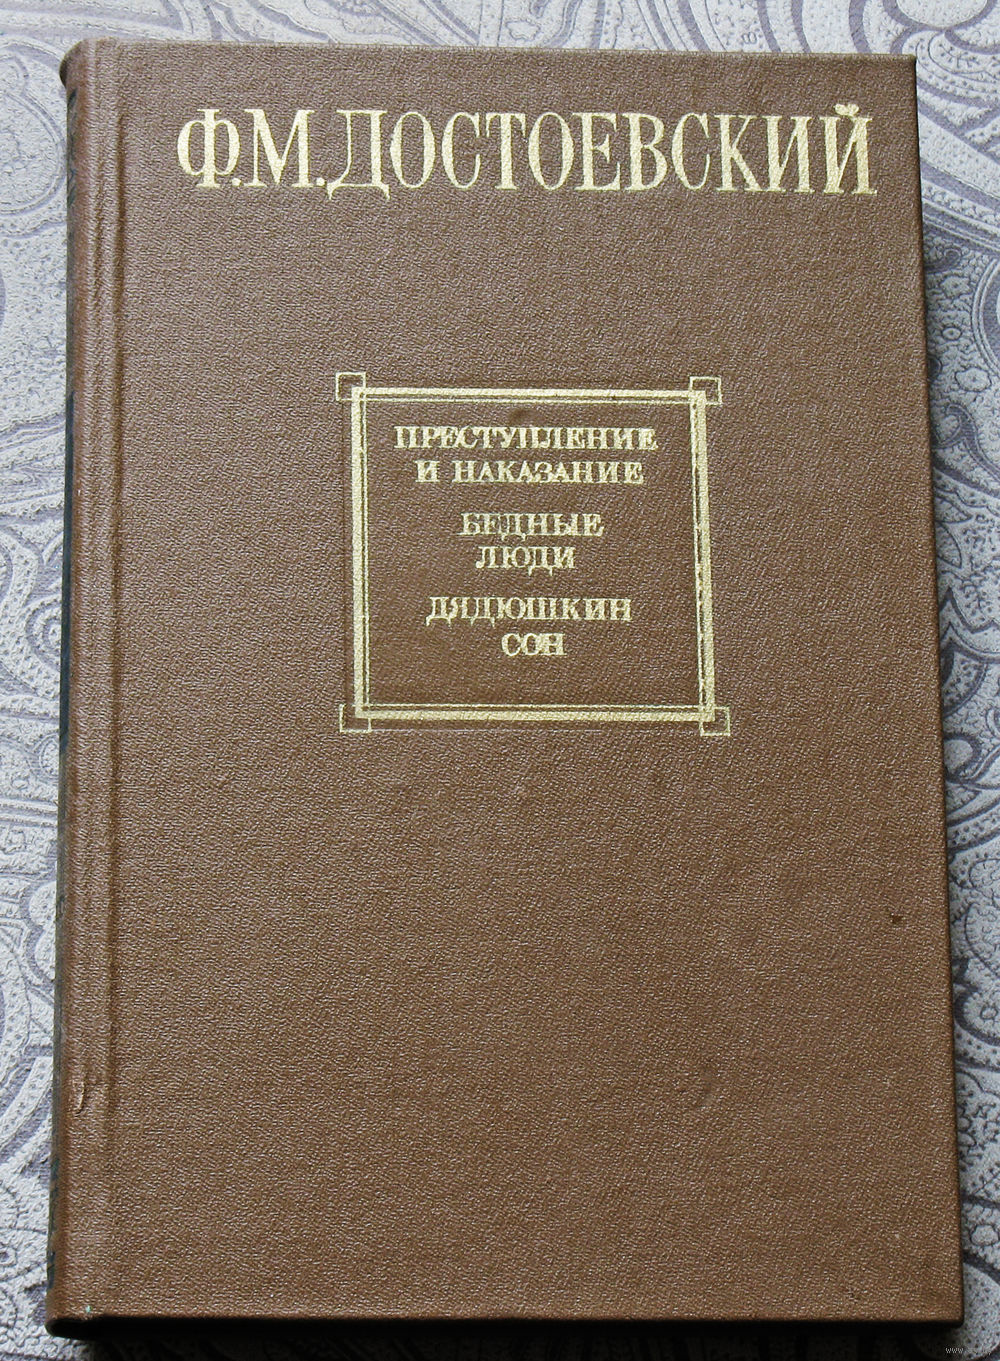 Ф.М.ДОСТОЕВСКИЙ
ПРЕСТУПЛЕНИЕ
И НАКАЗАНИЕ
БЕДНЫЕ
ЛЮДИ
ДЯДЮШКИН
СОН